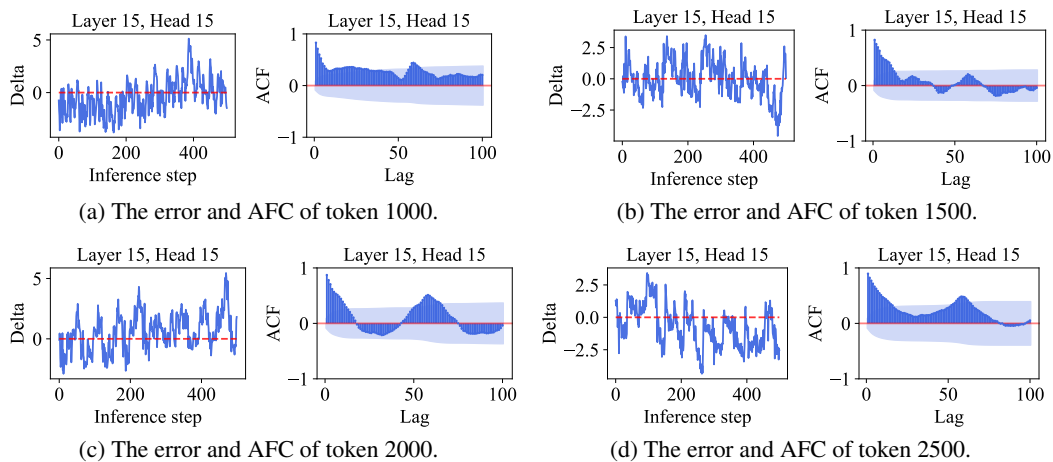 Layer 15, Head 15
Delta
5
0
0
200
400
Inference step
Layer 15, Head 15
ACF
1
0
−1
0
50
100
Lag
(a) The error and AFC of token 1000.
Layer 15, Head 15
Delta
2.5
0.0
−2.5
0
200
400
Inference step
Layer 15, Head 15
ACF
1
0
−1
0
50
100
Lag
(b) The error and AFC of token 1500.
Layer 15, Head 15
Delta
5
0
0
200
400
Inference step
Layer 15, Head 15
ACF
1
0
−1
0
50
100
Lag
(c) The error and AFC of token 2000.
Layer 15, Head 15
Delta
2.5
0.0
−2.5
0
200
400
Inference step
Layer 15, Head 15
ACF
1
0
−1
0
50
100
Lag
(d) The error and AFC of token 2500.